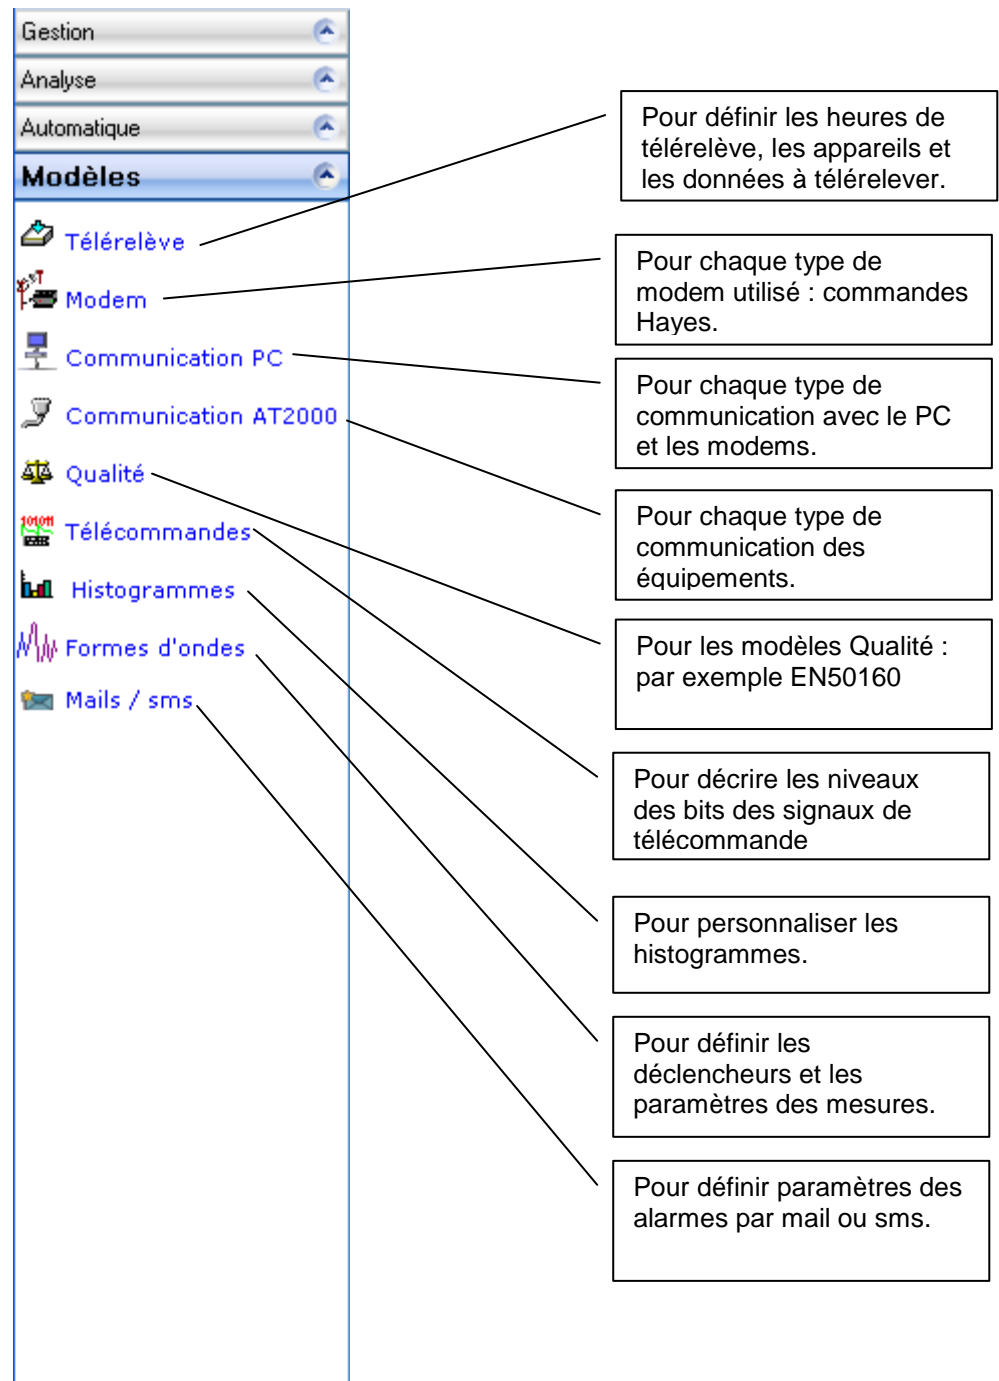 Gestion
Analyse
Automatique
Modèles
Télérelève
Modem
Communication PC
Communication AT2000
Qualité
Télécommandes
Histogrammes
Formes d'ondes
Mails / sms
Pour définir les heures de
télérelève, les appareils et
les données à télérelever.
Pour chaque type de
modem utilisé : commandes
Hayes.
Pour chaque type de
communication avec le PC
et les modems.
Pour chaque type de
communication des
équipements.
Pour les modèles Qualité :
par exemple EN50160
Pour décrire les niveaux
des bits des signaux de
télécommande
Pour personnaliser les
histogrammes.
Pour définir les
déclencheurs et les
paramètres des mesures.
Pour définir paramètres des
alarmes par mail ou sms.